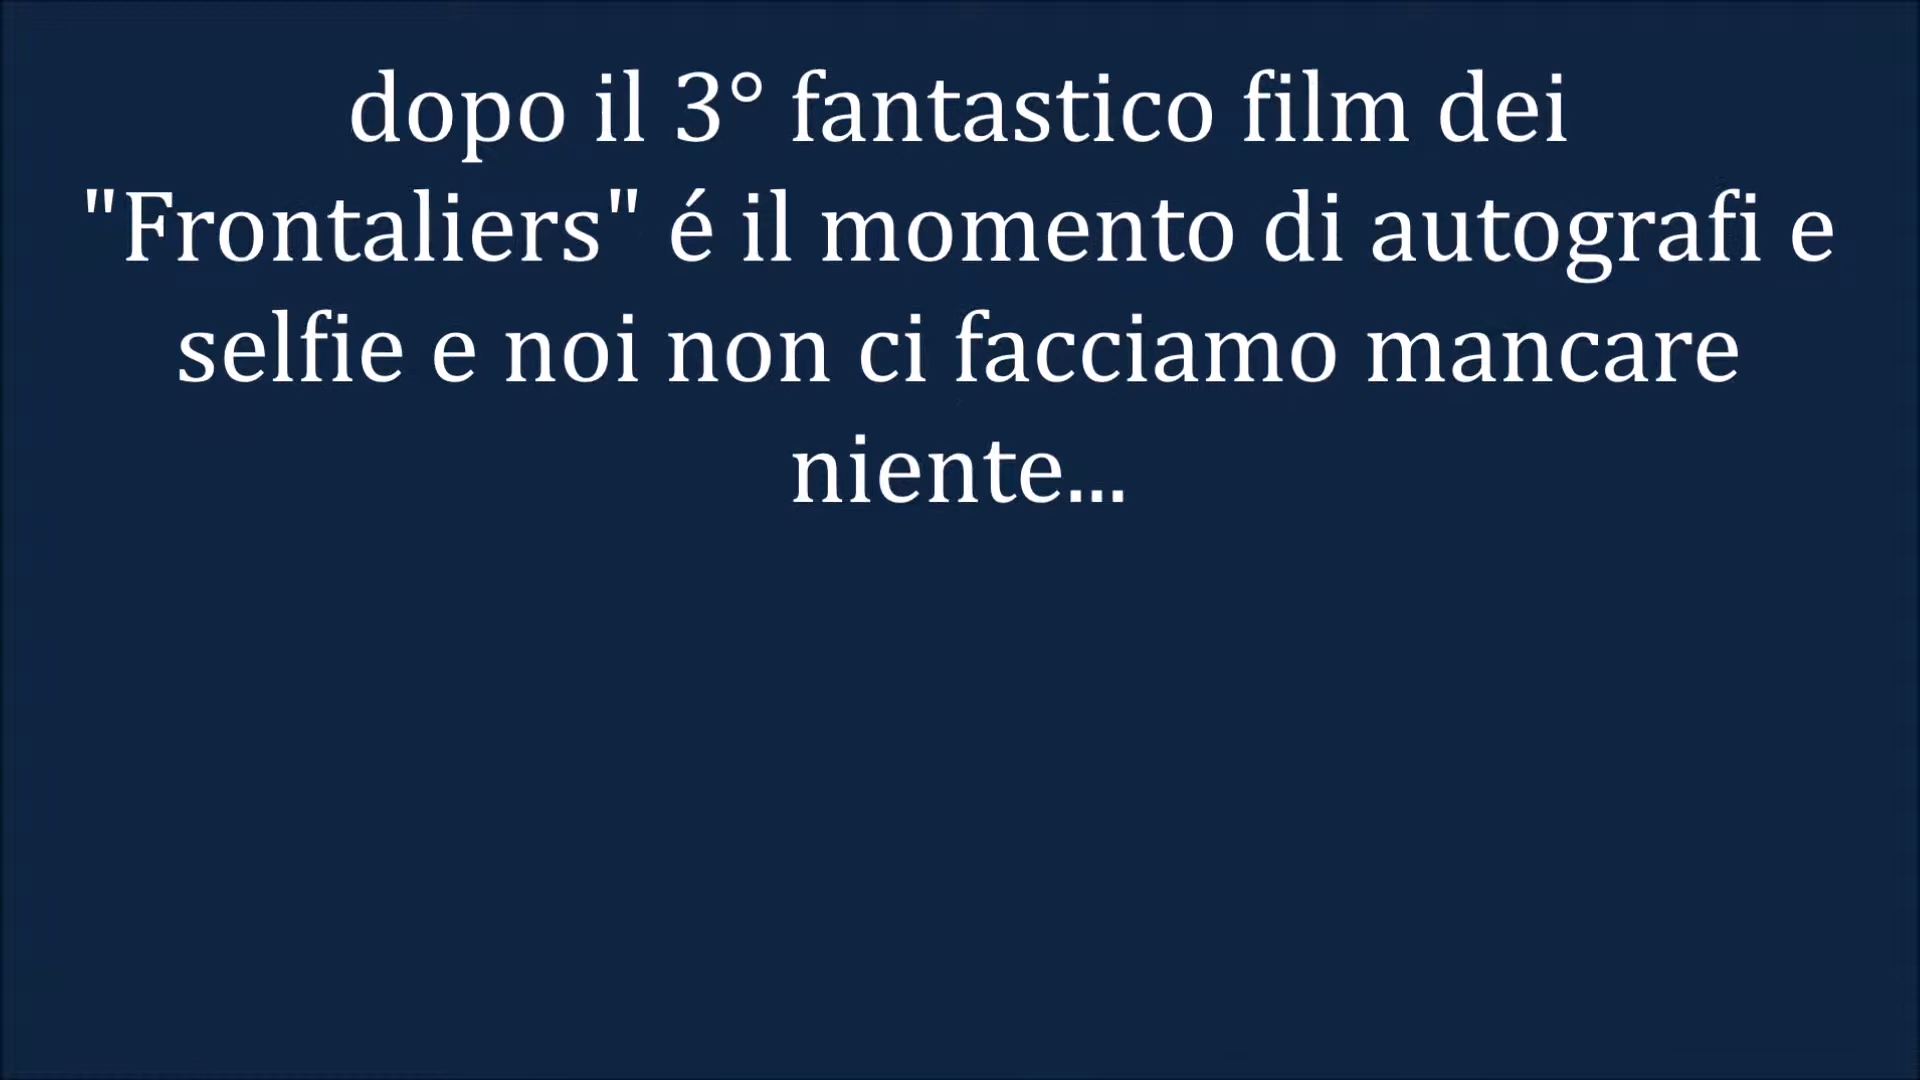 dopo il 3° fantastico film dei
"Frontaliers" é il momento di autografi e
selfie e noi non ci facciamo mancare
niente...